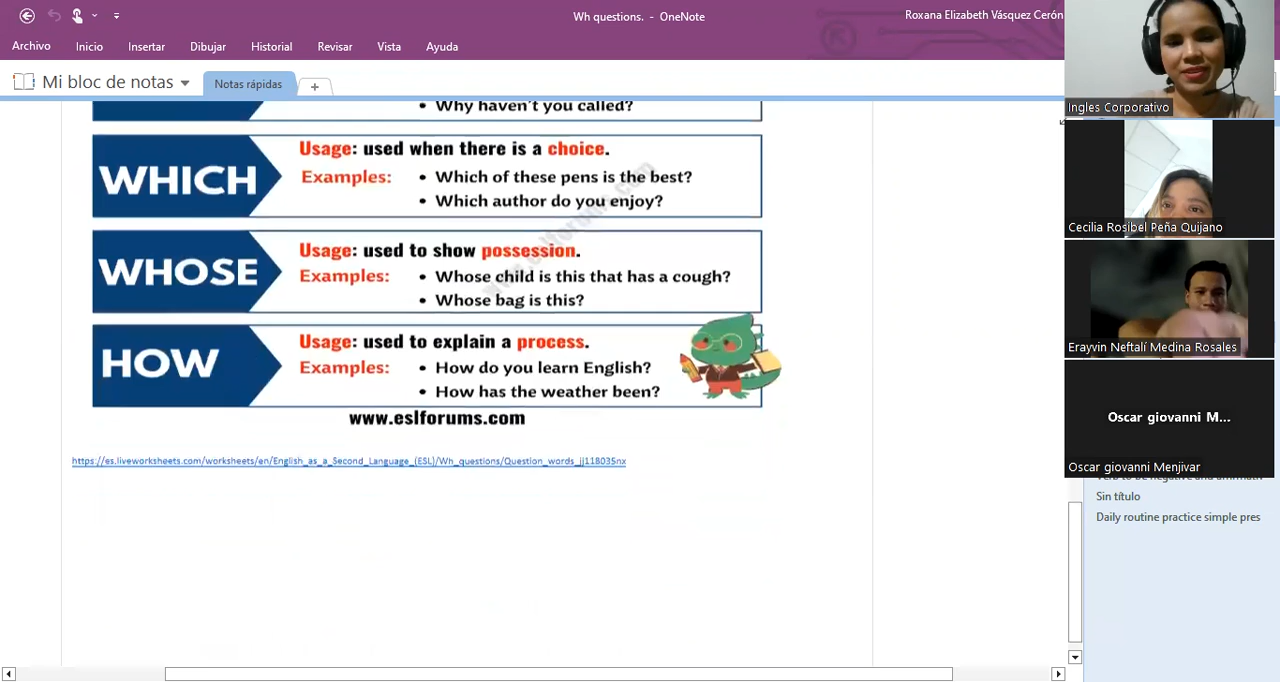 Wh questions. - OneNote
Roxana Elizabeth Vásquez Cerón
Archivo
Inicio
Insertar
Dibujar
Historial
Revisar
Vista
Ayuda
Mi bloc de notas
Notas rápidas
+
• Why haven't you called?
WHICH
Usage: used when there is a choice.
Examples: • Which of these pens is the best?
• Which author do you enjoy?
WHOSE
Usage: used to show possession.
Examples: • Whose child is this that has a cough?
• Whose bag is this?
HOW
Usage: used to explain a process.
Examples: • How do you learn English?
• How has the weather been?
www.eslforums.com
https://es.liveworksheets.com/worksheets/en/English_as_a_Second_Language_(ESL)/Wh_questions/Question_words_jj118035nx
Ingles Corporativo
Cecilia Rosibel Peña Quijano
Erayvin Neftalí Medina Rosales
Oscar giovanni M...
Oscar giovanni Menjivar
Sin título
Daily routine practice simple pres